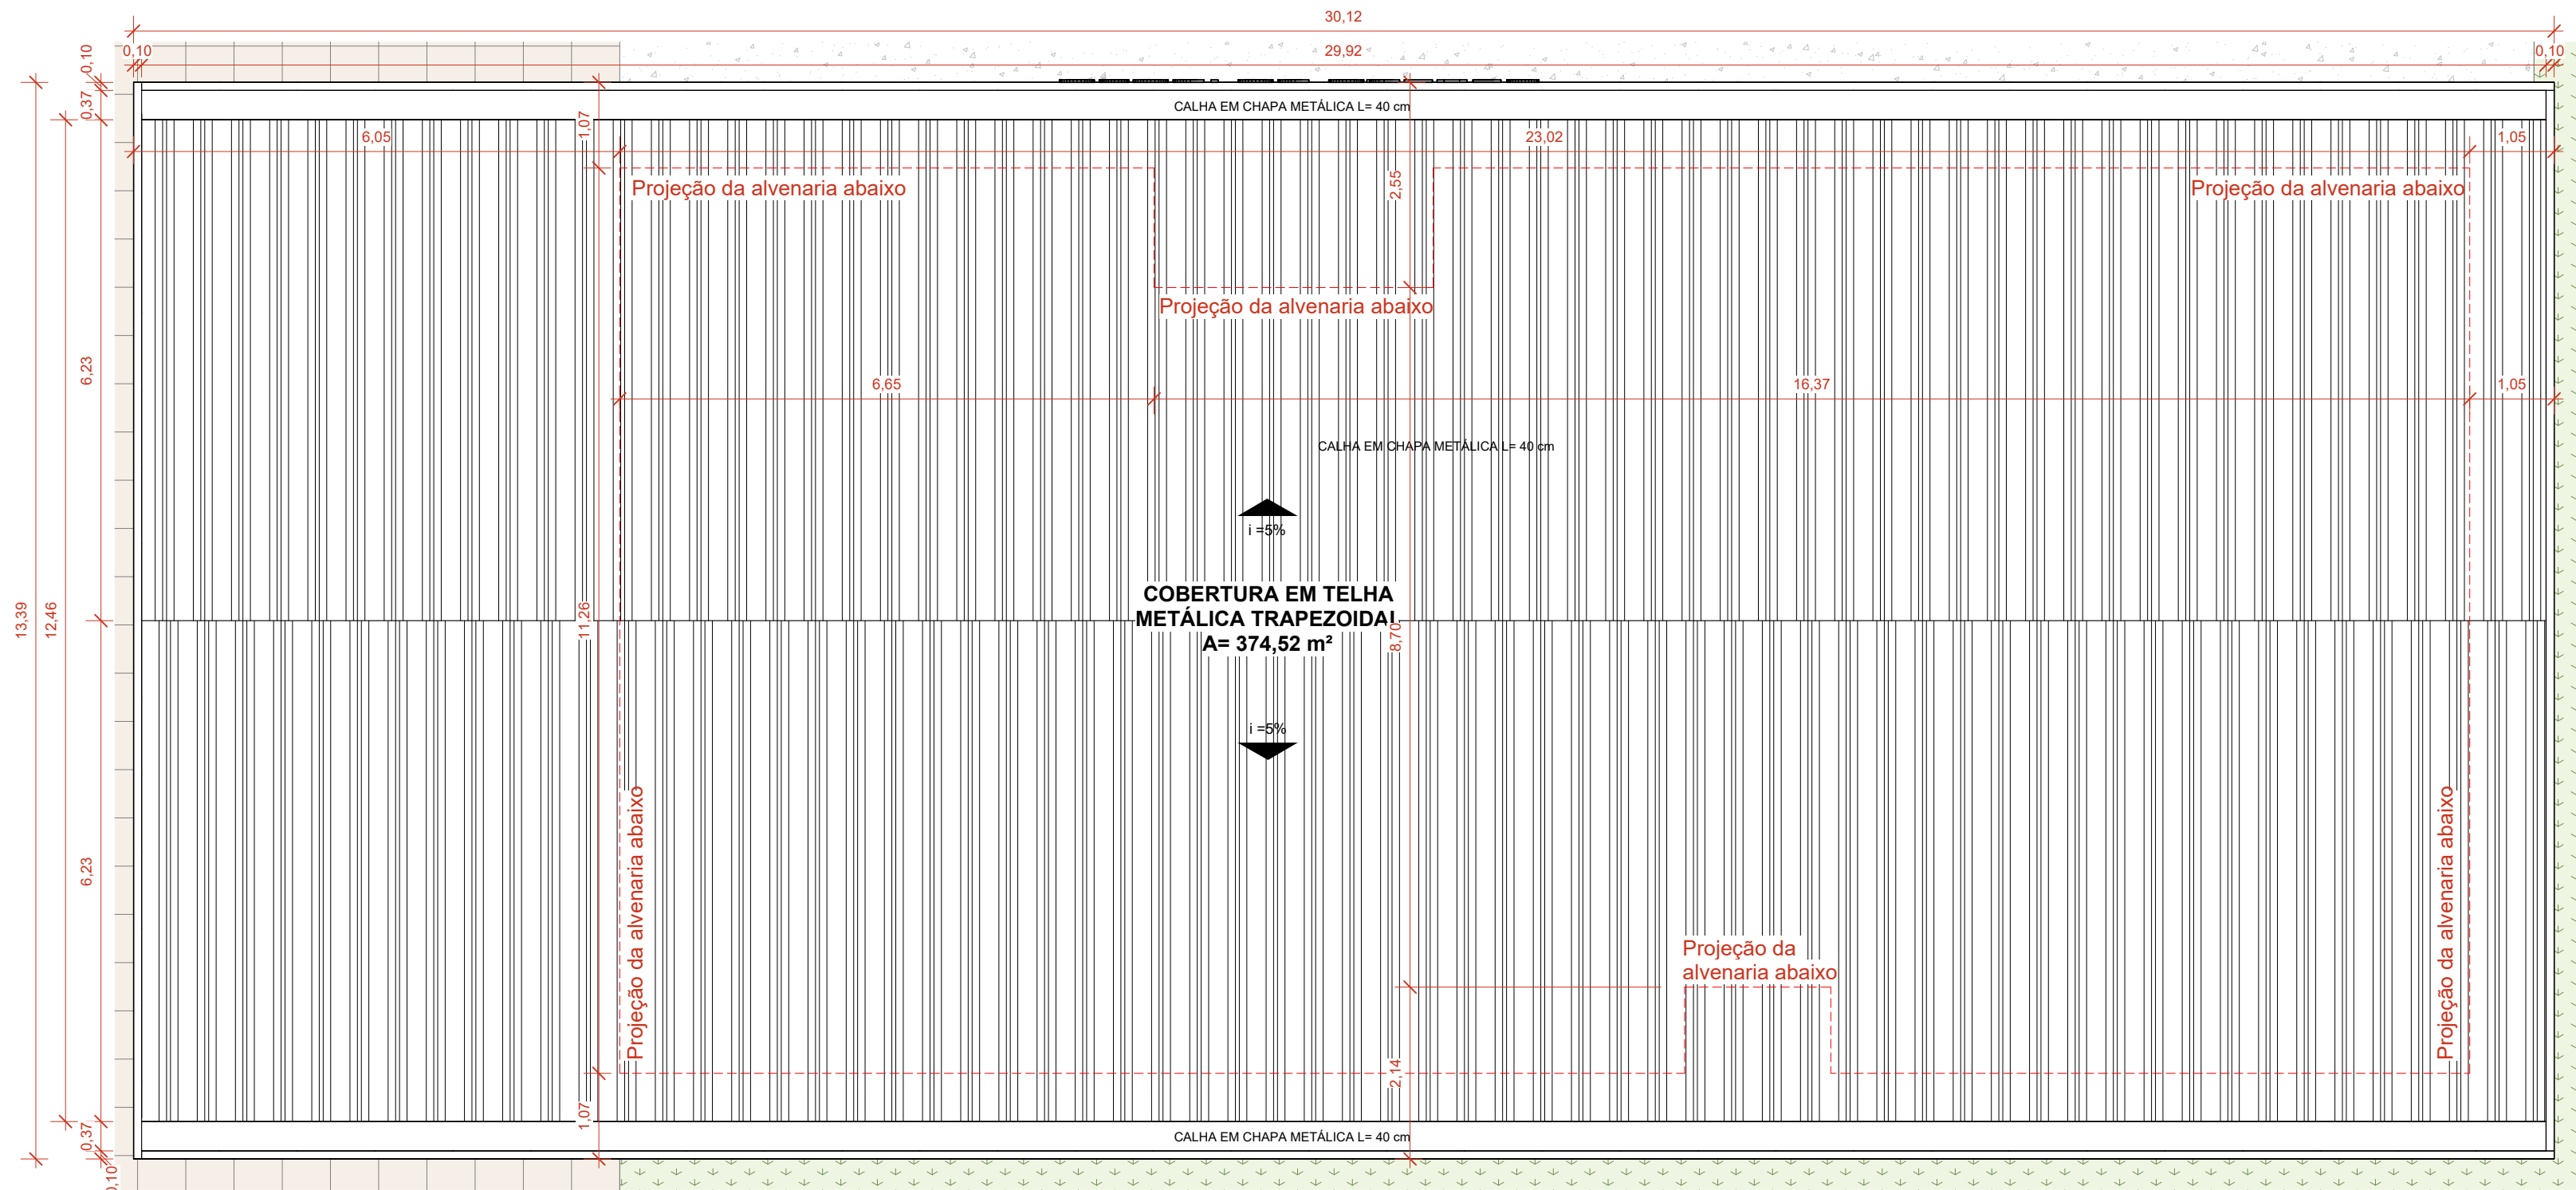 30,12
0,10
29,92
0,10
0,10
0,37
CALHA EM CHAPA METÁLICA L= 40 cm
1,07
6,05
23,02
1,05
Projeção da alvenaria abaixo
2,55
Projeção da alvenaria abaixo
Projeção da alvenaria abaixo
6,23
6,65
16,37
1,05
CALHA EM CHAPA METÁLICA L= 40 cm
i =5%
13,39
12,46
11,26
COBERTURA EM TELHA
METÁLICA TRAPEZOIDAL
A= 374,52 m²
8,70
i =5%
6,23
Projeção da alvenaria abaixo
Projeção da alvenaria abaixo
Projeção da
alvenaria abaixo
2,14
1,07
0,37
CALHA EM CHAPA METÁLICA L= 40 cm
0,10